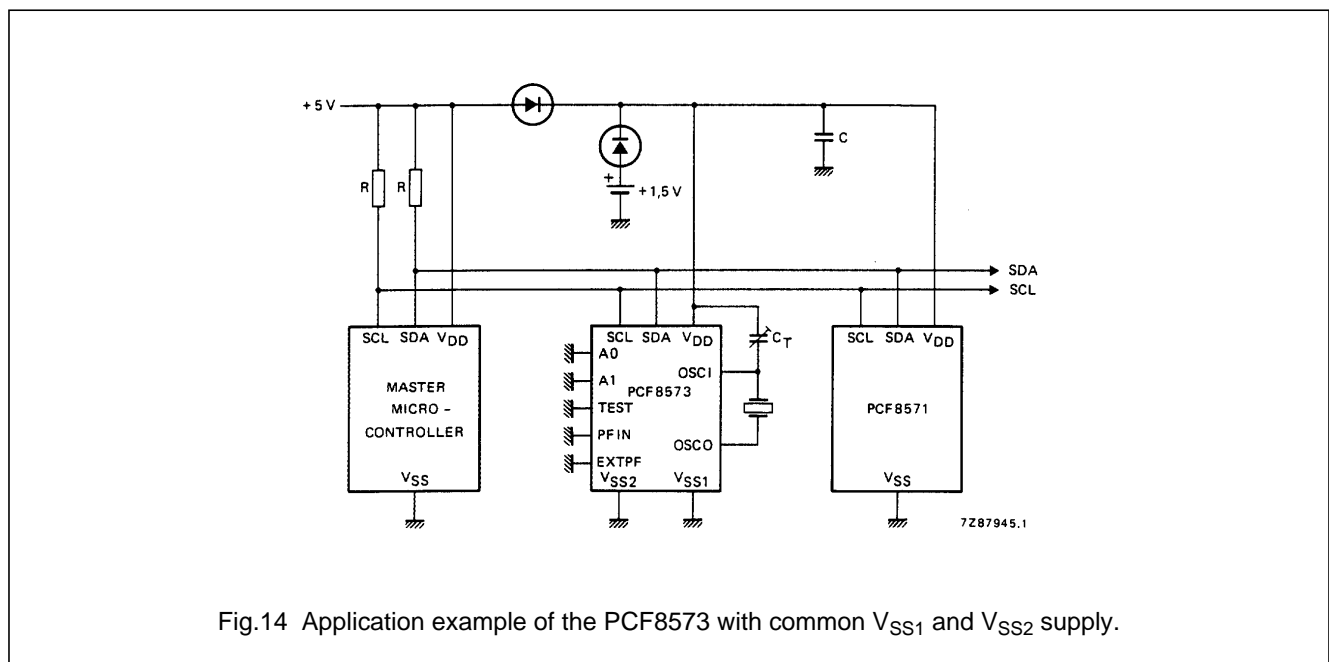 +5 V
C
+
+1,5 V
R
R
SDA
SCL
SCL SDA VDD
MASTER
MICRO -
CONTROLLER
VSS
SCL SDA VDD
A0
A1
TEST
PFIN
EXTPF
VSS2 VSS1
OSCI
PCF8573
OSCO
CT
SCL SDA VDD
PCF8571
VSS
7Z87945.1
Fig.14 Application example of the PCF8573 with common VSS1 and VSS2 supply.